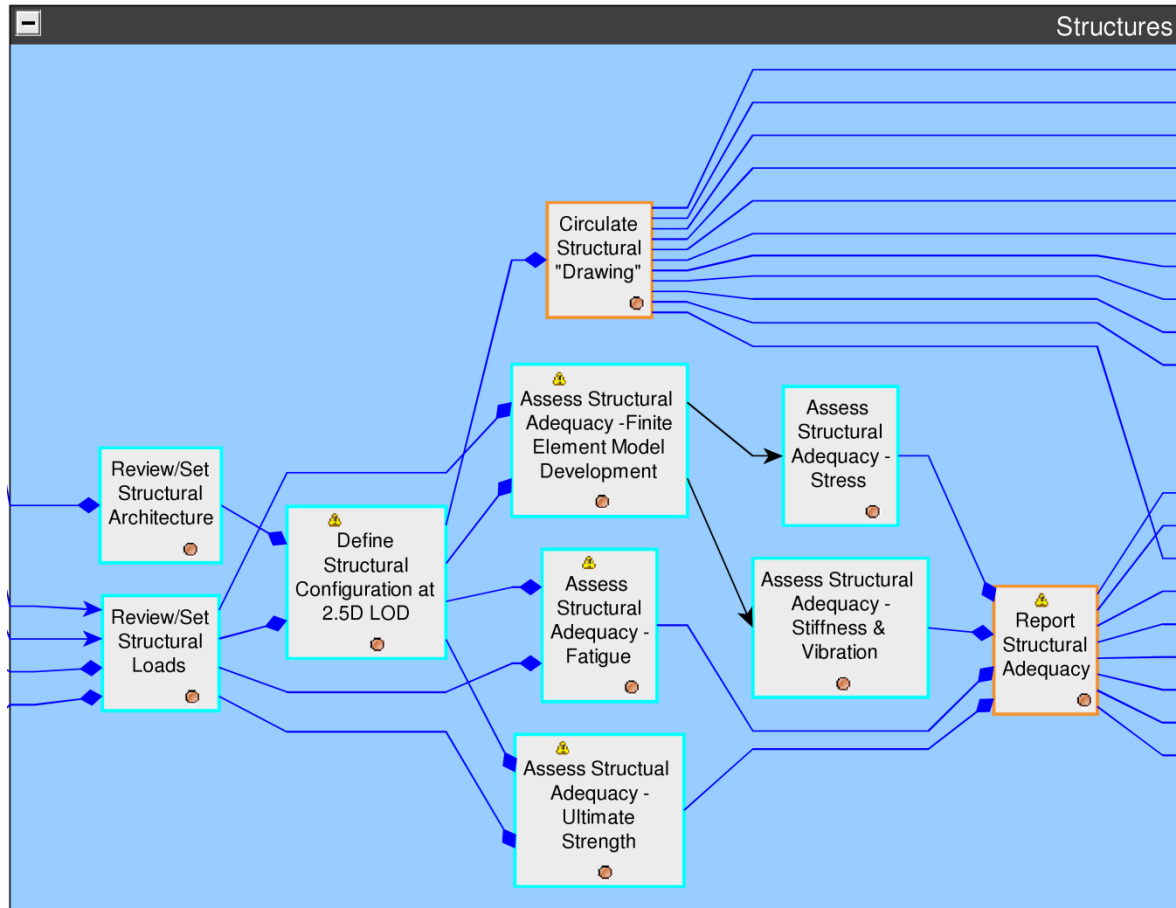 Structures
Circulate
Structural
"Drawing"
Assess Structural
Adequacy -Finite
Element Model
Development
Assess
Structural
Adequacy -
Stress
Review/Set
Structural
Architecture
Define
Structural
Configuration at
2.5D LOD
Assess
Structural
Adequacy -
Fatigue
Assess Structural
Adequacy -
Stiffness &
Vibration
Review/Set
Structural
Loads
Report
Structural
Adequacy
Assess Structual
Adequacy -
Ultimate
Strength